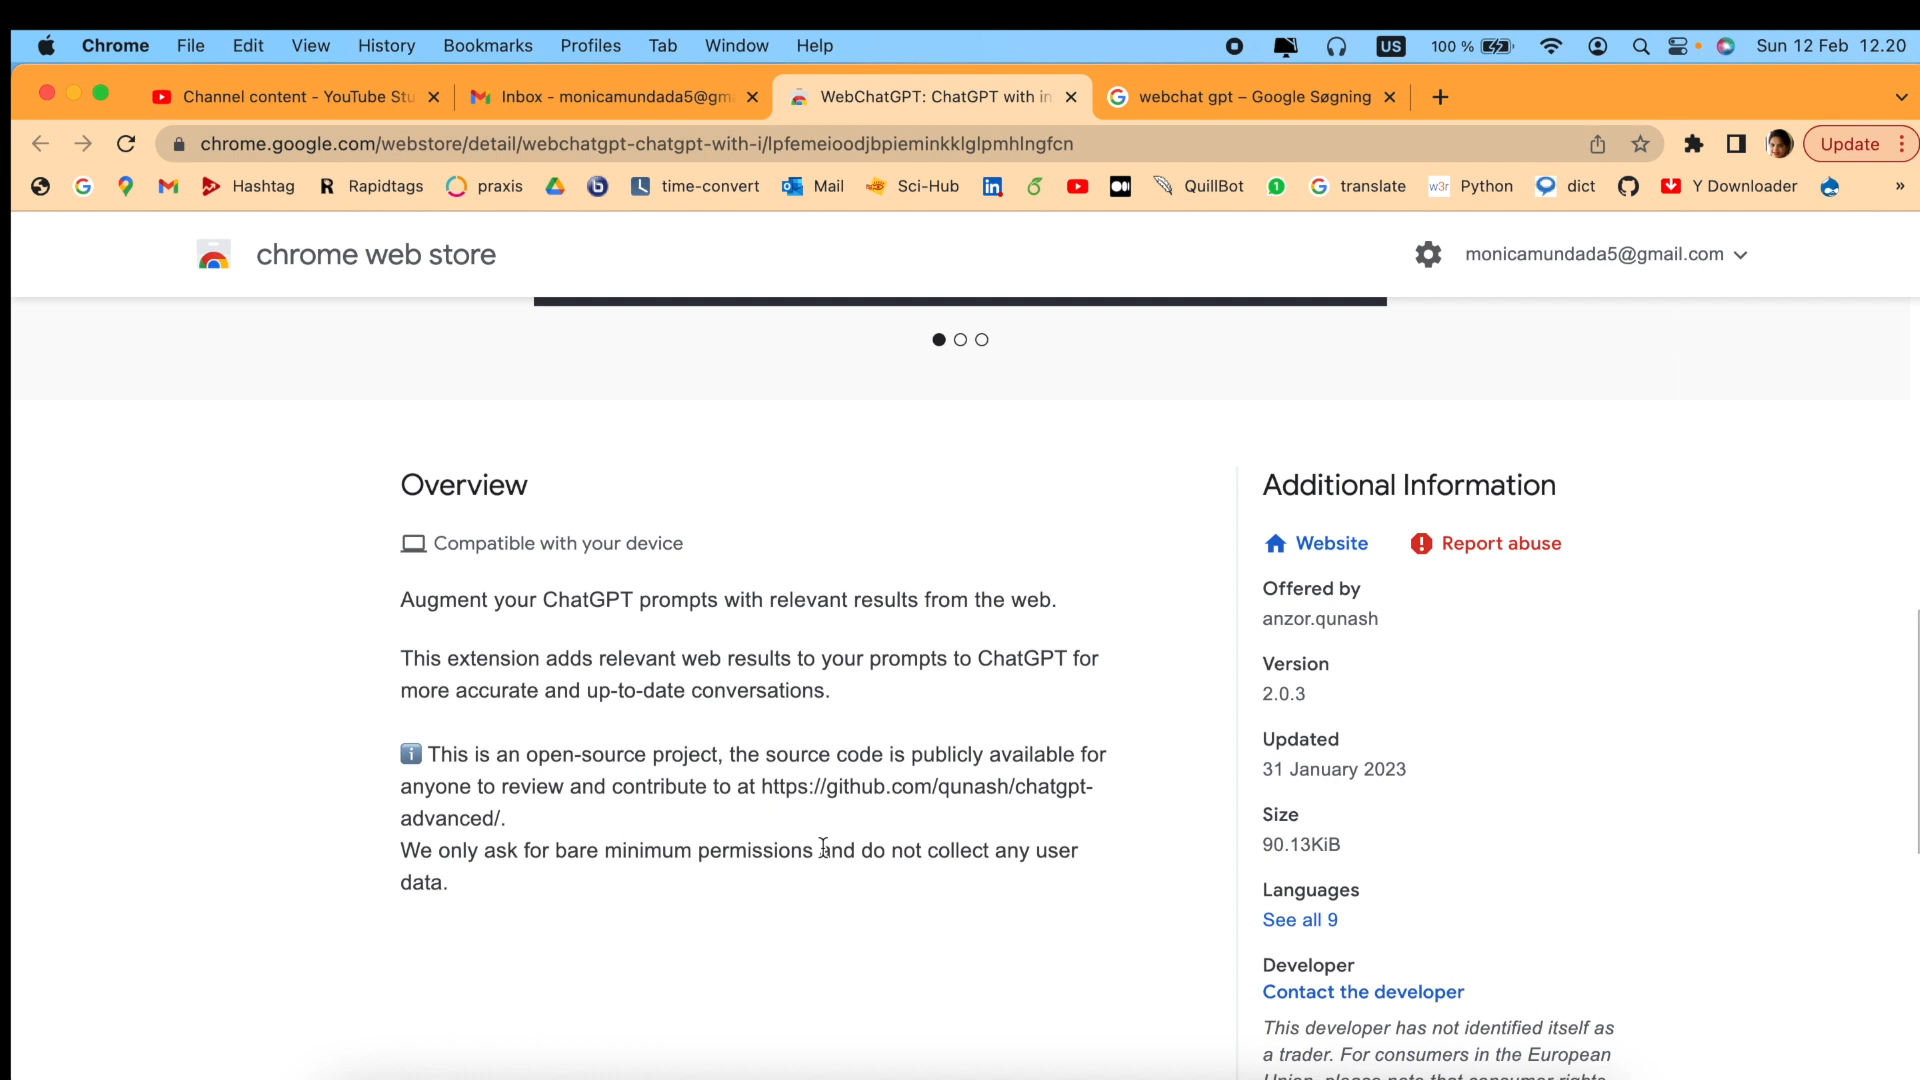 Chrome File Edit View History Bookmarks Profiles Tab Window Help US 100 % Sun 12 Feb 12.20
Channel content - YouTube Stu Inbox - monicamundada5@gm WebChatGPT: ChatGPT with in webchat gpt – Google Søgning
chrome.google.com/webstore/detail/webchatgpt-chatgpt-with-i/lpfemeioodjbpieminkklglpmhlngfcn Update
Hashtag R Rapidtags praxis time-convert Mail Sci-Hub QuillBot 1 translate w3r Python dict Y Downloader »
chrome web store monicamundada5@gmail.com
Overview
Compatible with your device
Augment your ChatGPT prompts with relevant results from the web.
This extension adds relevant web results to your prompts to ChatGPT for
more accurate and up-to-date conversations.
ℹ️ This is an open-source project, the source code is publicly available for
anyone to review and contribute to at https://github.com/qunash/chatgpt-
advanced/.
We only ask for bare minimum permissions and do not collect any user
data.
Additional Information
Website Report abuse
Offered by
anzor.qunash
Version
2.0.3
Updated
31 January 2023
Size
90.13KiB
Languages
See all 9
Developer
Contact the developer
This developer has not identified itself as
a trader. For consumers in the European
Union, please note that consumer rights